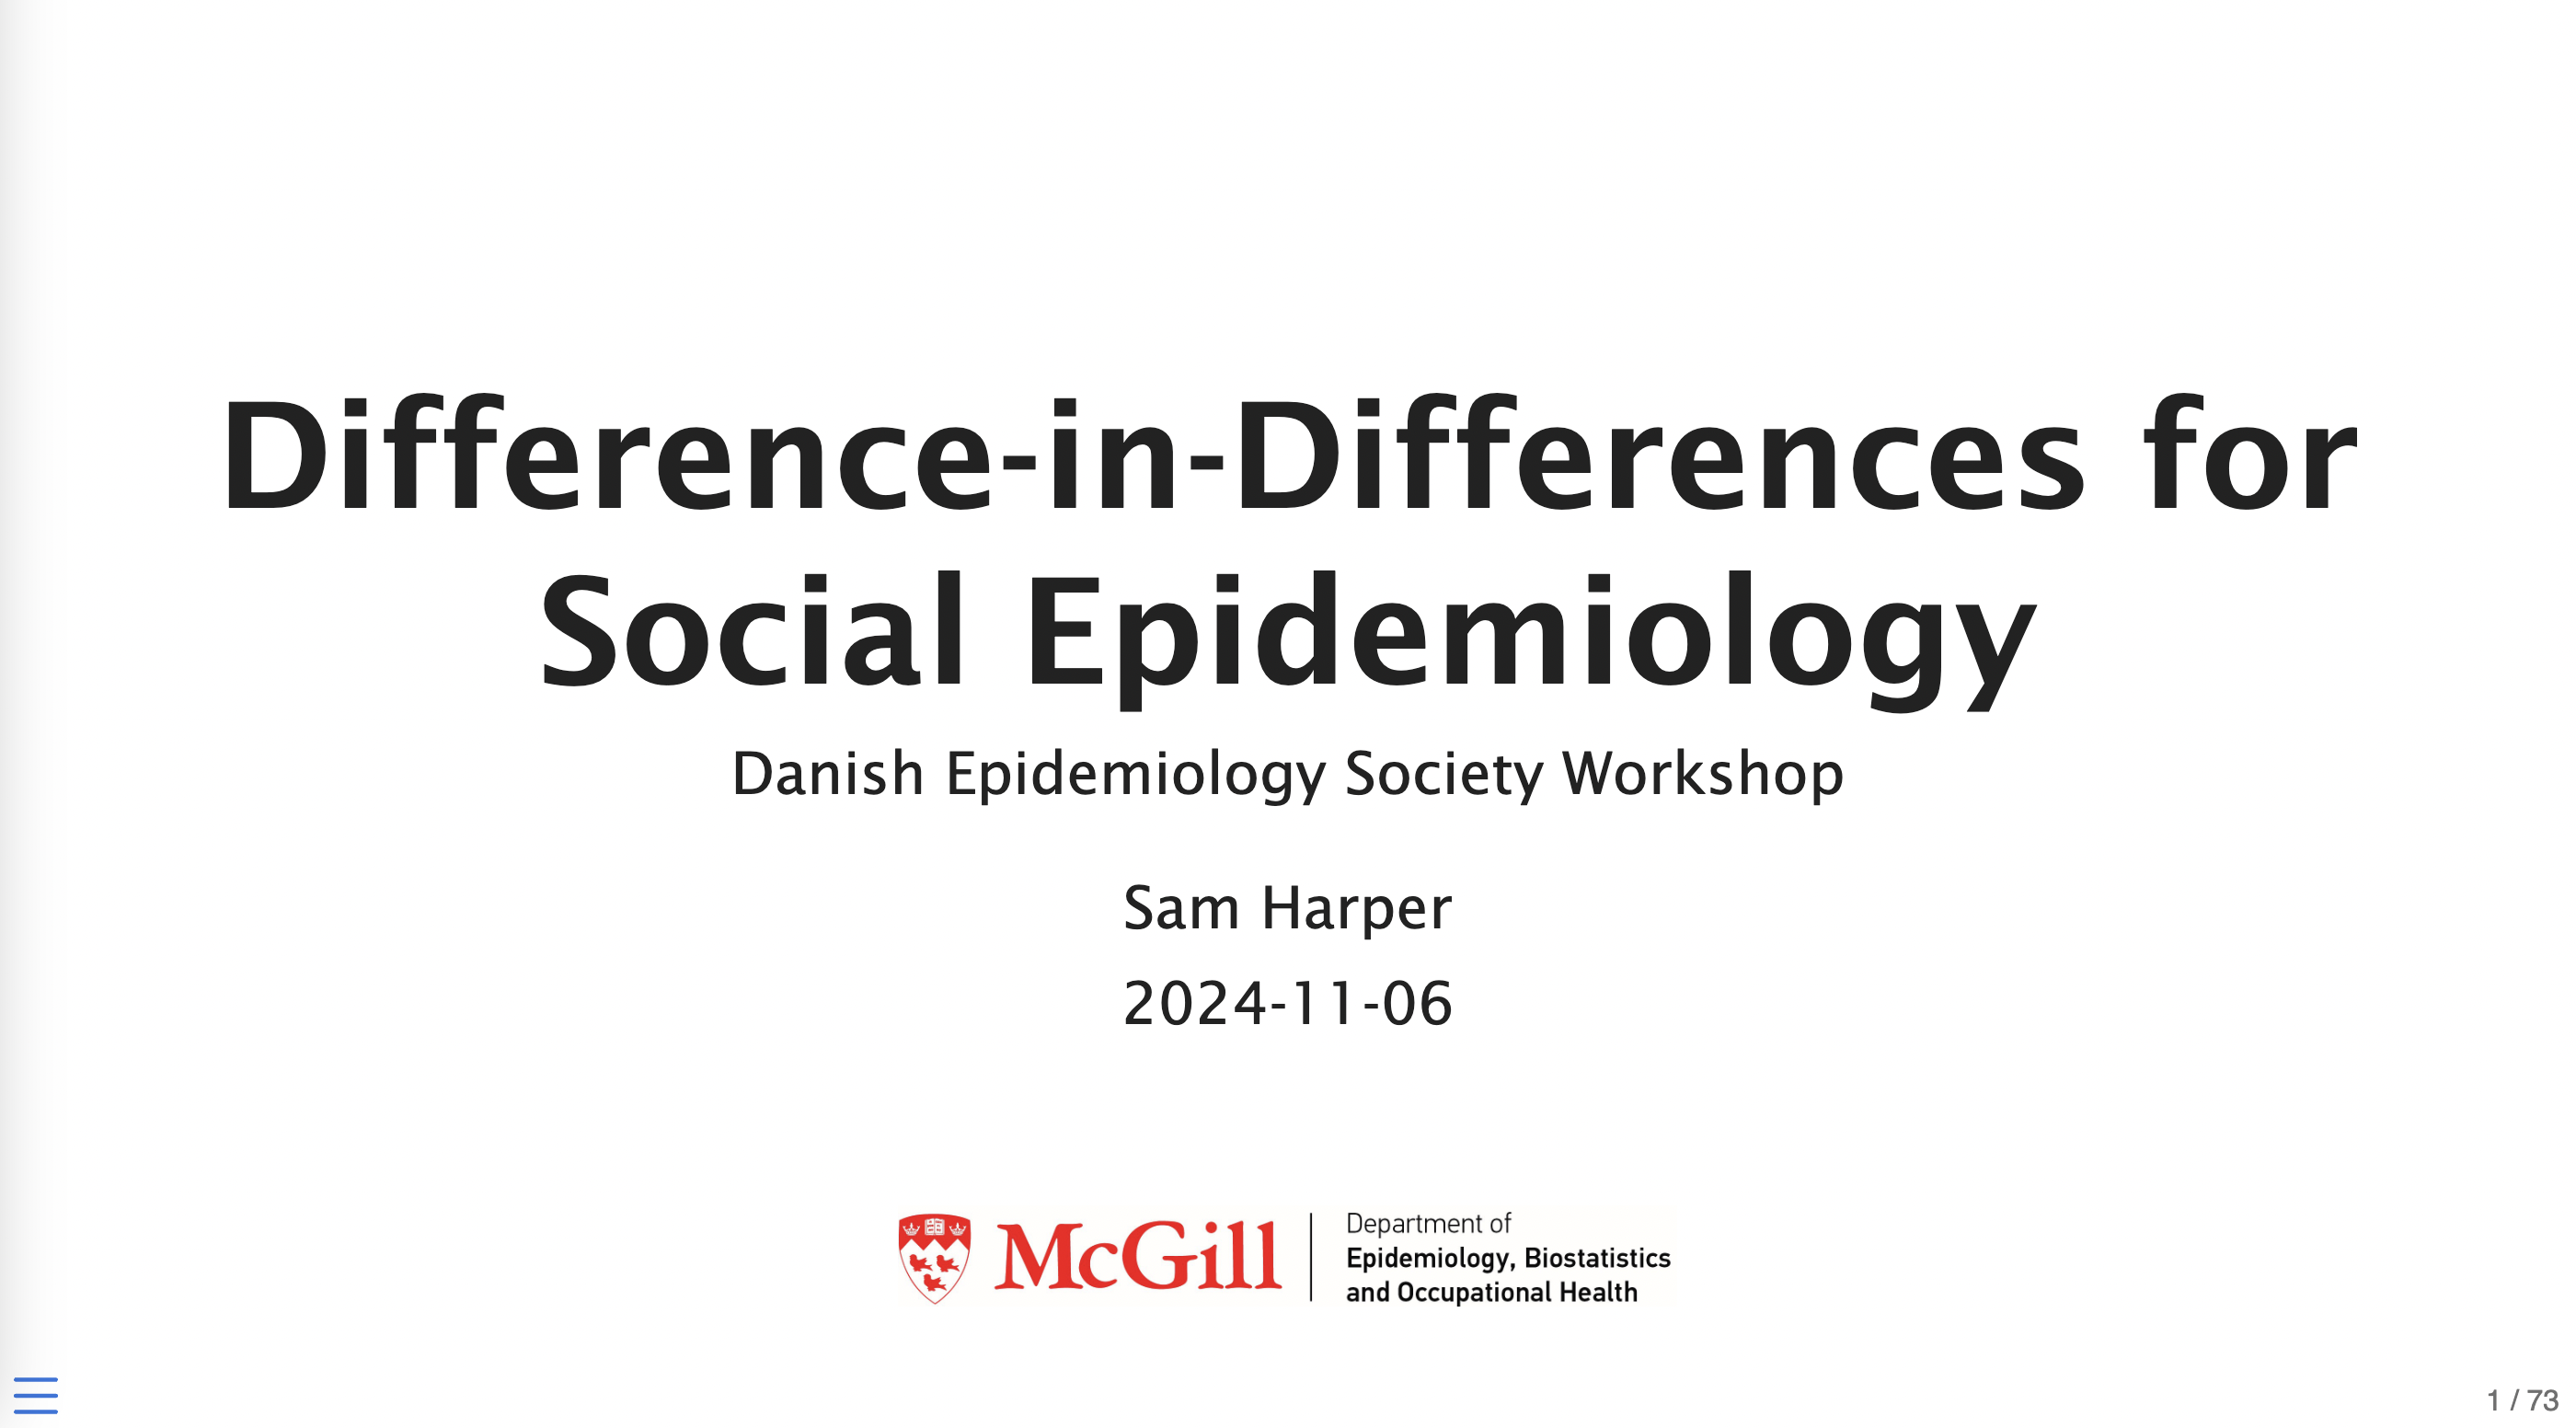 Difference-in-Differences for
Social Epidemiology
Danish Epidemiology Society Workshop
Sam Harper
2024-11-06
McGill
Department of
Epidemiology, Biostatistics
and Occupational Health
1 / 73